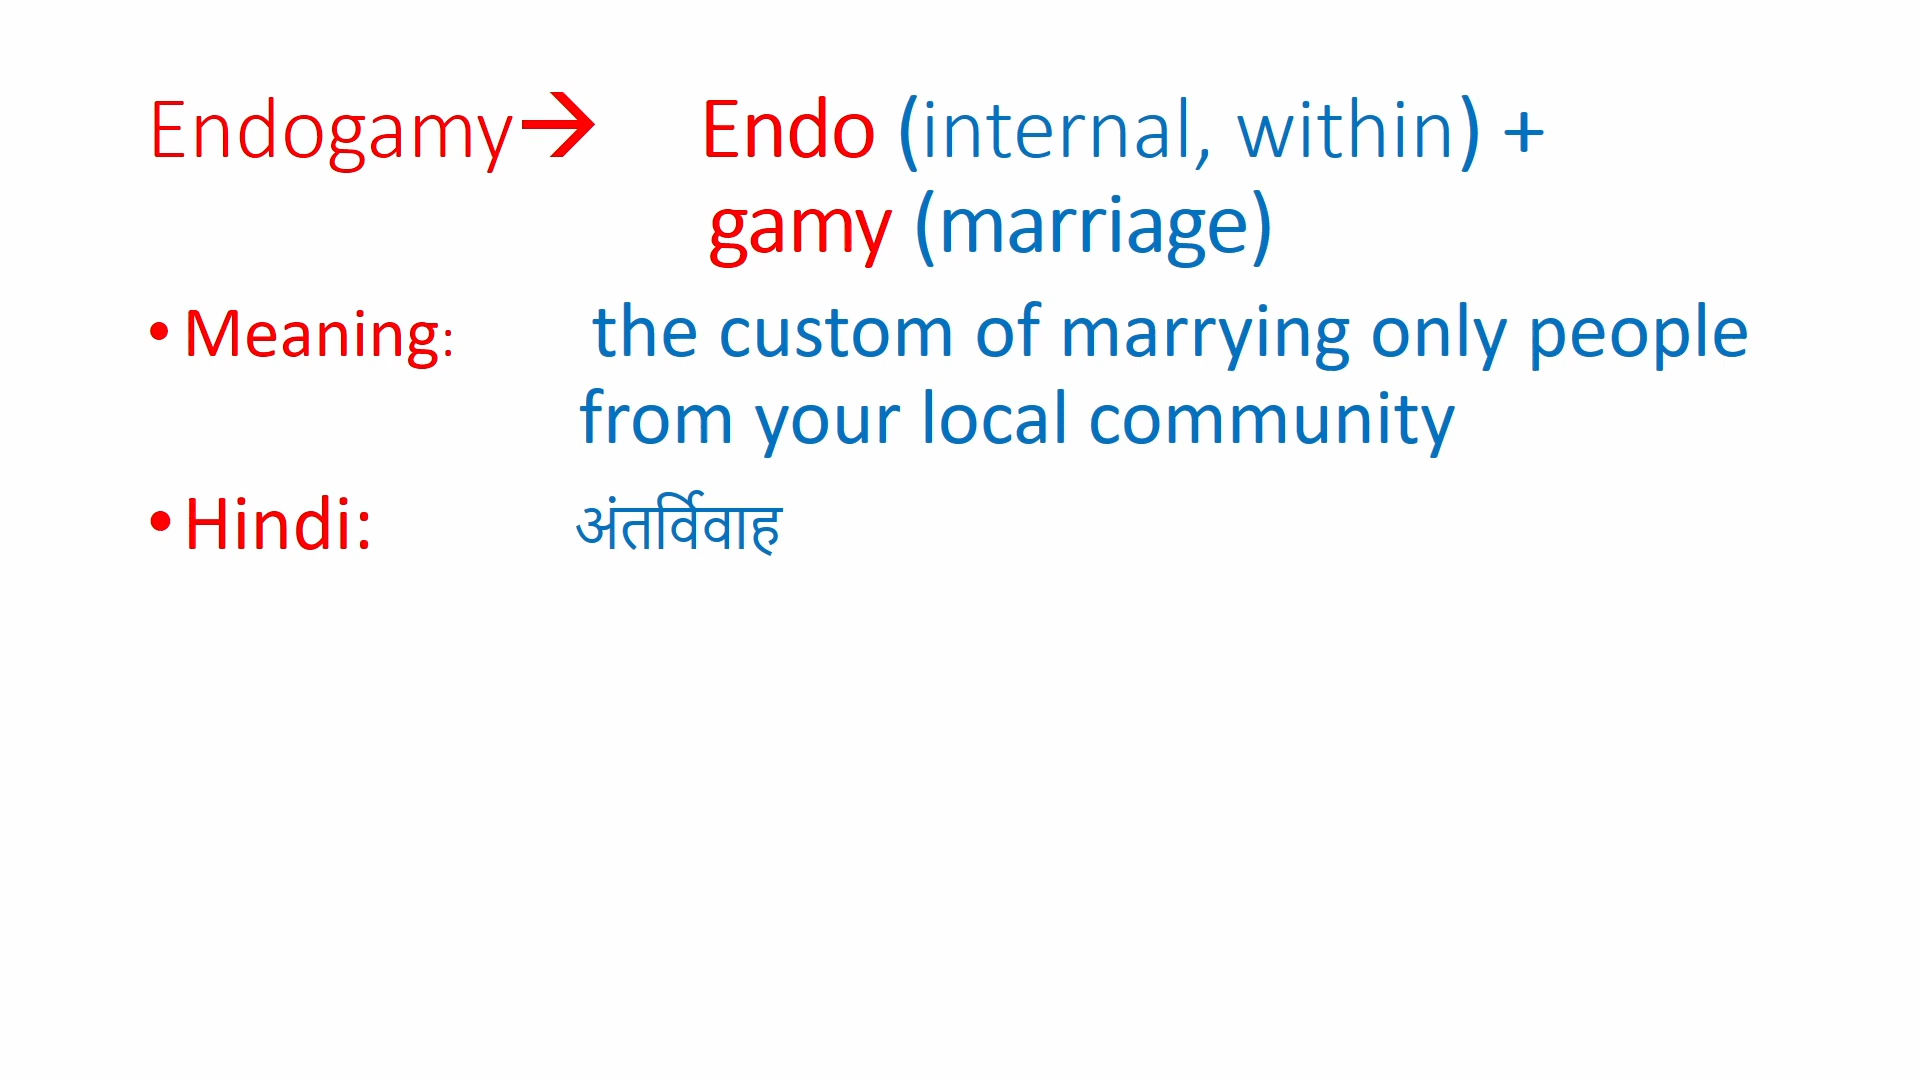 Endogamy→ Endo (internal, within) +
gamy (marriage)
• Meaning: the custom of marrying only people
from your local community
• Hindi: अंतर्विवाह